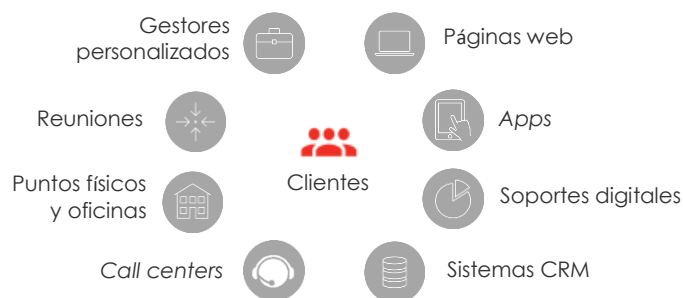 Gestores
personalizados
Páginas web
Reuniones
Apps
Clientes
Puntos físicos
y oficinas
Soportes digitales
Call centers
Sistemas CRM